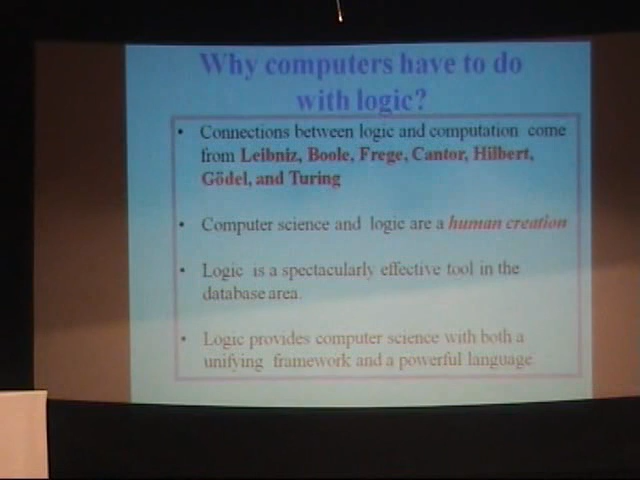 Why computers have to do
with logic?
• Connections between logic and computation come
from Leibniz, Boole, Frege, Cantor, Hilbert,
Gödel, and Turing
• Computer science and logic are a human creation
• Logic is a spectacularly effective tool in the
database area.
• Logic provides computer science with both a
unifying framework and a powerful language